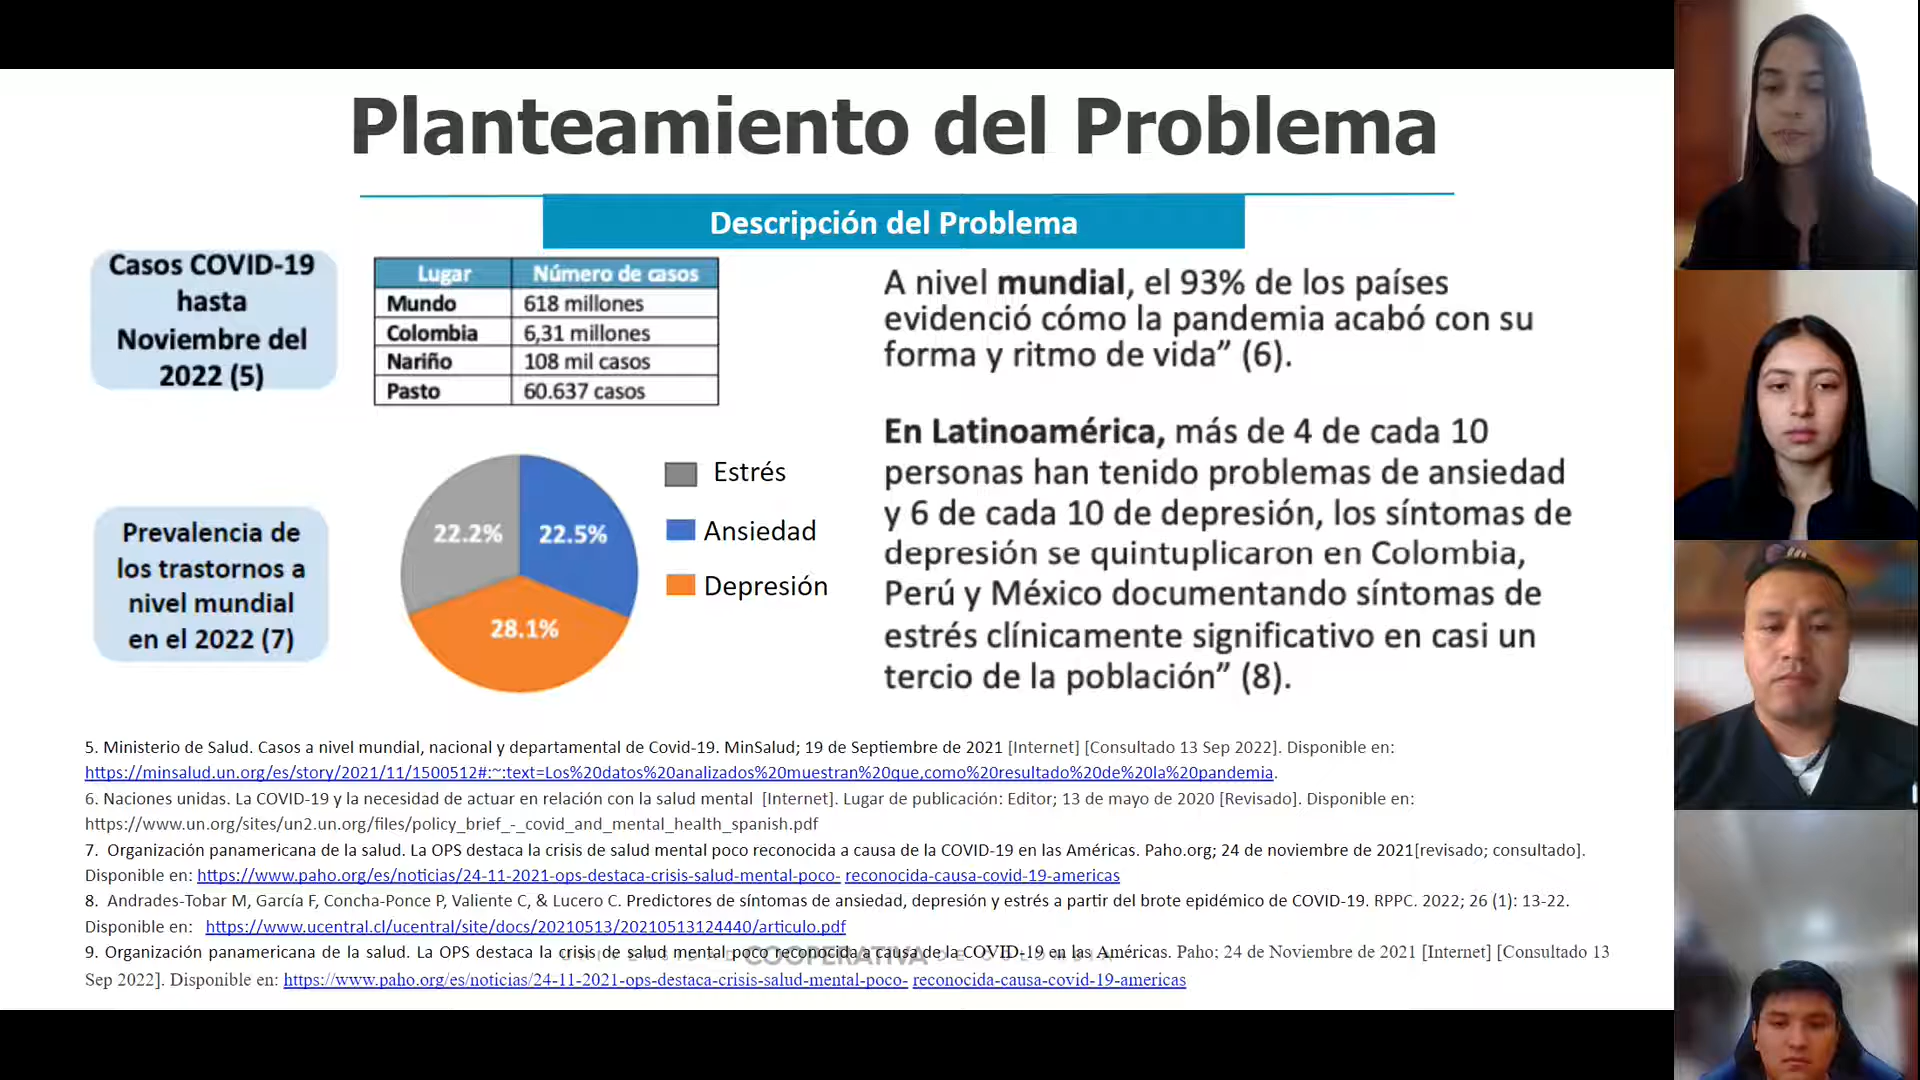 Planteamiento del Problema
Descripción del Problema
Casos COVID-19
hasta
Noviembre del
2022 (5)
Lugar Número de casos
Mundo 618 millones
Colombia 6,31 millones
Nariño 108 mil casos
Pasto 60.637 casos
A nivel mundial, el 93% de los países
evidenció cómo la pandemia acabó con su
forma y ritmo de vida” (6).
En Latinoamérica, más de 4 de cada 10
personas han tenido problemas de ansiedad
y 6 de cada 10 de depresión, los síntomas de
depresión se quintuplicaron en Colombia,
Perú y México documentando síntomas de
estrés clínicamente significativo en casi un
tercio de la población” (8).
Prevalencia de
los trastornos a
nivel mundial
en el 2022 (7)
22.2%
22.5%
28.1%
Estrés
Ansiedad
Depresión
5. Ministerio de Salud. Casos a nivel mundial, nacional y departamental de Covid-19. MinSalud; 19 de Septiembre de 2021 [Internet] [Consultado 13 Sep 2022]. Disponible en:
https://minsalud.un.org/es/story/2021/11/1500512#:~:text=Los%20datos%20analizados%20muestran%20que,como%20resultado%20de%20la%20pandemia.
6. Naciones unidas. La COVID-19 y la necesidad de actuar en relación con la salud mental [Internet]. Lugar de publicación: Editor; 13 de mayo de 2020 [Revisado]. Disponible en:
https://www.un.org/sites/un2.un.org/files/policy_brief_-_covid_and_mental_health_spanish.pdf
7. Organización panamericana de la salud. La OPS destaca la crisis de salud mental poco reconocida a causa de la COVID-19 en las Américas. Paho.org; 24 de noviembre de 2021[revisado; consultado].
Disponible en: https://www.paho.org/es/noticias/24-11-2021-ops-destaca-crisis-salud-mental-poco- reconocida-causa-covid-19-americas
8. Andrades-Tobar M, García F, Concha-Ponce P, Valiente C, & Lucero C. Predictores de síntomas de ansiedad, depresión y estrés a partir del brote epidémico de COVID-19. RPPC. 2022; 26 (1): 13-22.
Disponible en: https://www.ucentral.cl/ucentral/site/docs/20210513/20210513124440/articulo.pdf
9. Organización panamericana de la salud. La OPS destaca la crisis de salud mental poco reconocida a causa de la COVID-19 en las Américas. Paho; 24 de Noviembre de 2021 [Internet] [Consultado 13
Sep 2022]. Disponible en: https://www.paho.org/es/noticias/24-11-2021-ops-destaca-crisis-salud-mental-poco- reconocida-causa-covid-19-americas
COOPERATIVA